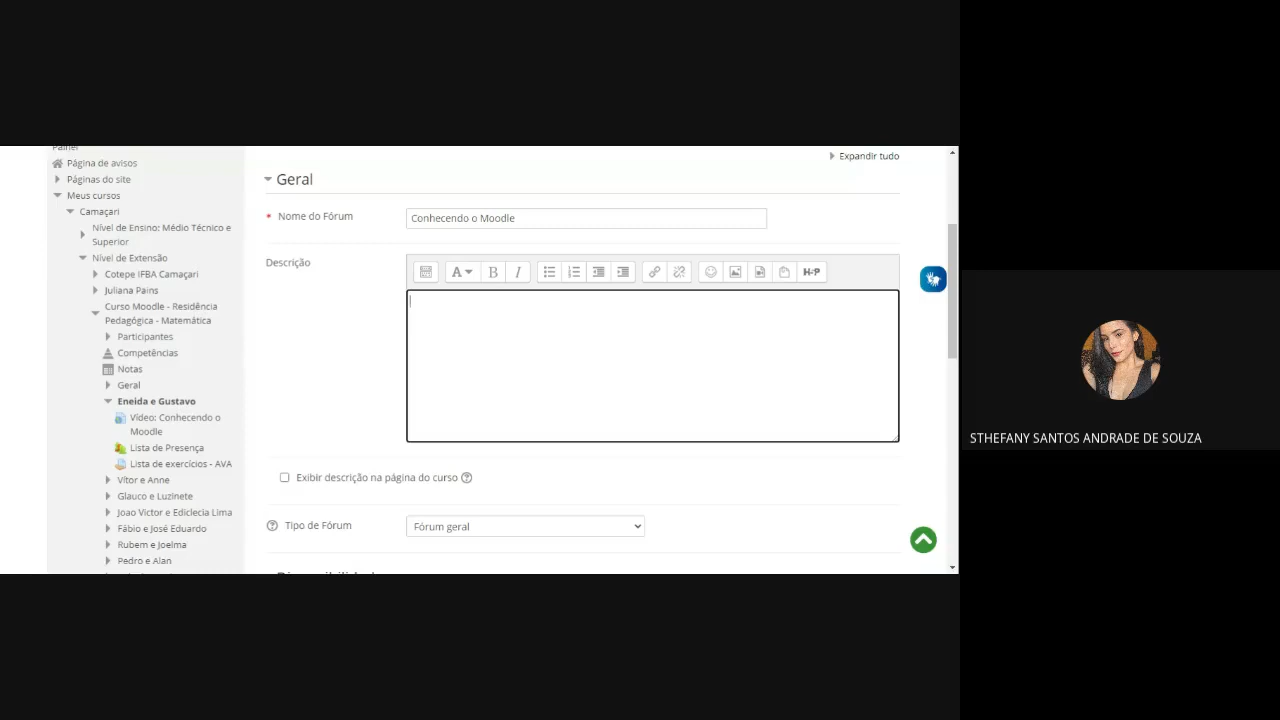 Painel
Página de avisos
Páginas do site
Meus cursos
Camaçari
Nível de Ensino: Médio Técnico e
Superior
Nível de Extensão
Cotepe IFBA Camaçari
Juliana Pains
Curso Moodle - Residência
Pedagógica - Matemática
Participantes
Competências
Notas
Geral
Eneida e Gustavo
Vídeo: Conhecendo o
Moodle
Lista de Presença
Lista de exercícios - AVA
Vítor e Anne
Glauco e Luzinete
Joao Victor e Ediclecia Lima
Fábio e José Eduardo
Rubem e Joelma
Pedro e Alan
Expandir tudo
Geral
Nome do Fórum
Conhecendo o Moodle
Descrição
A B I H-P
Exibir descrição na página do curso
Tipo de Fórum
Fórum geral
STHEFANY SANTOS ANDRADE DE SOUZA